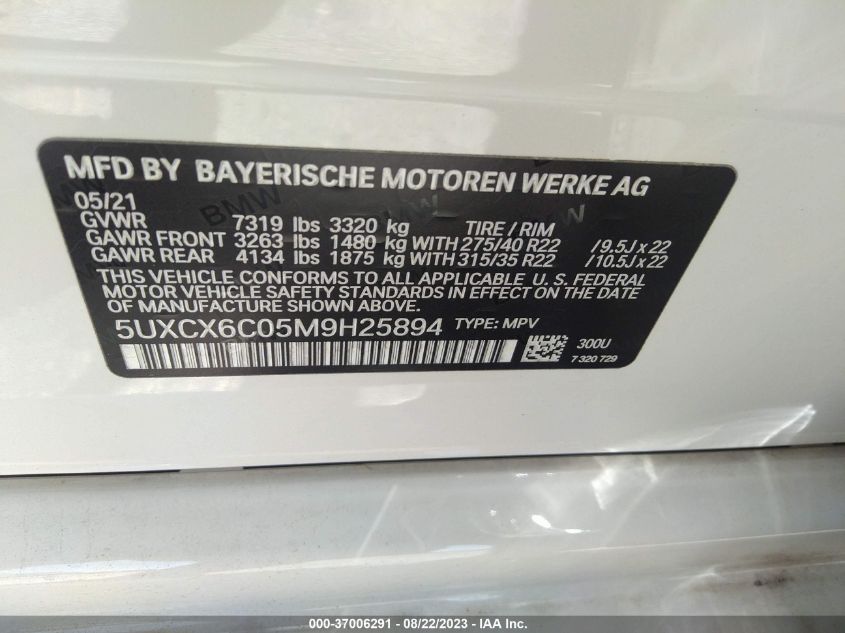 MFD BY BAYERISCHE MOTOREN WERKE AG
05/21
GVWR 7319 lbs 3320 kg TIRE / RIM
GAWR FRONT 3263 lbs 1480 kg WITH 275/40 R22 /9.5J x 22
GAWR REAR 4134 lbs 1875 kg WITH 315/35 R22 /10.5J x 22
THIS VEHICLE CONFORMS TO ALL APPLICABLE U. S. FEDERAL
MOTOR VEHICLE SAFETY STANDARDS IN EFFECT ON THE DATE
OF MANUFACTURE SHOWN ABOVE.
5UXCX6C05M9H25894 TYPE: MPV
300U
7 320 729
000-37006291 - 08/22/2023 - IAA Inc.